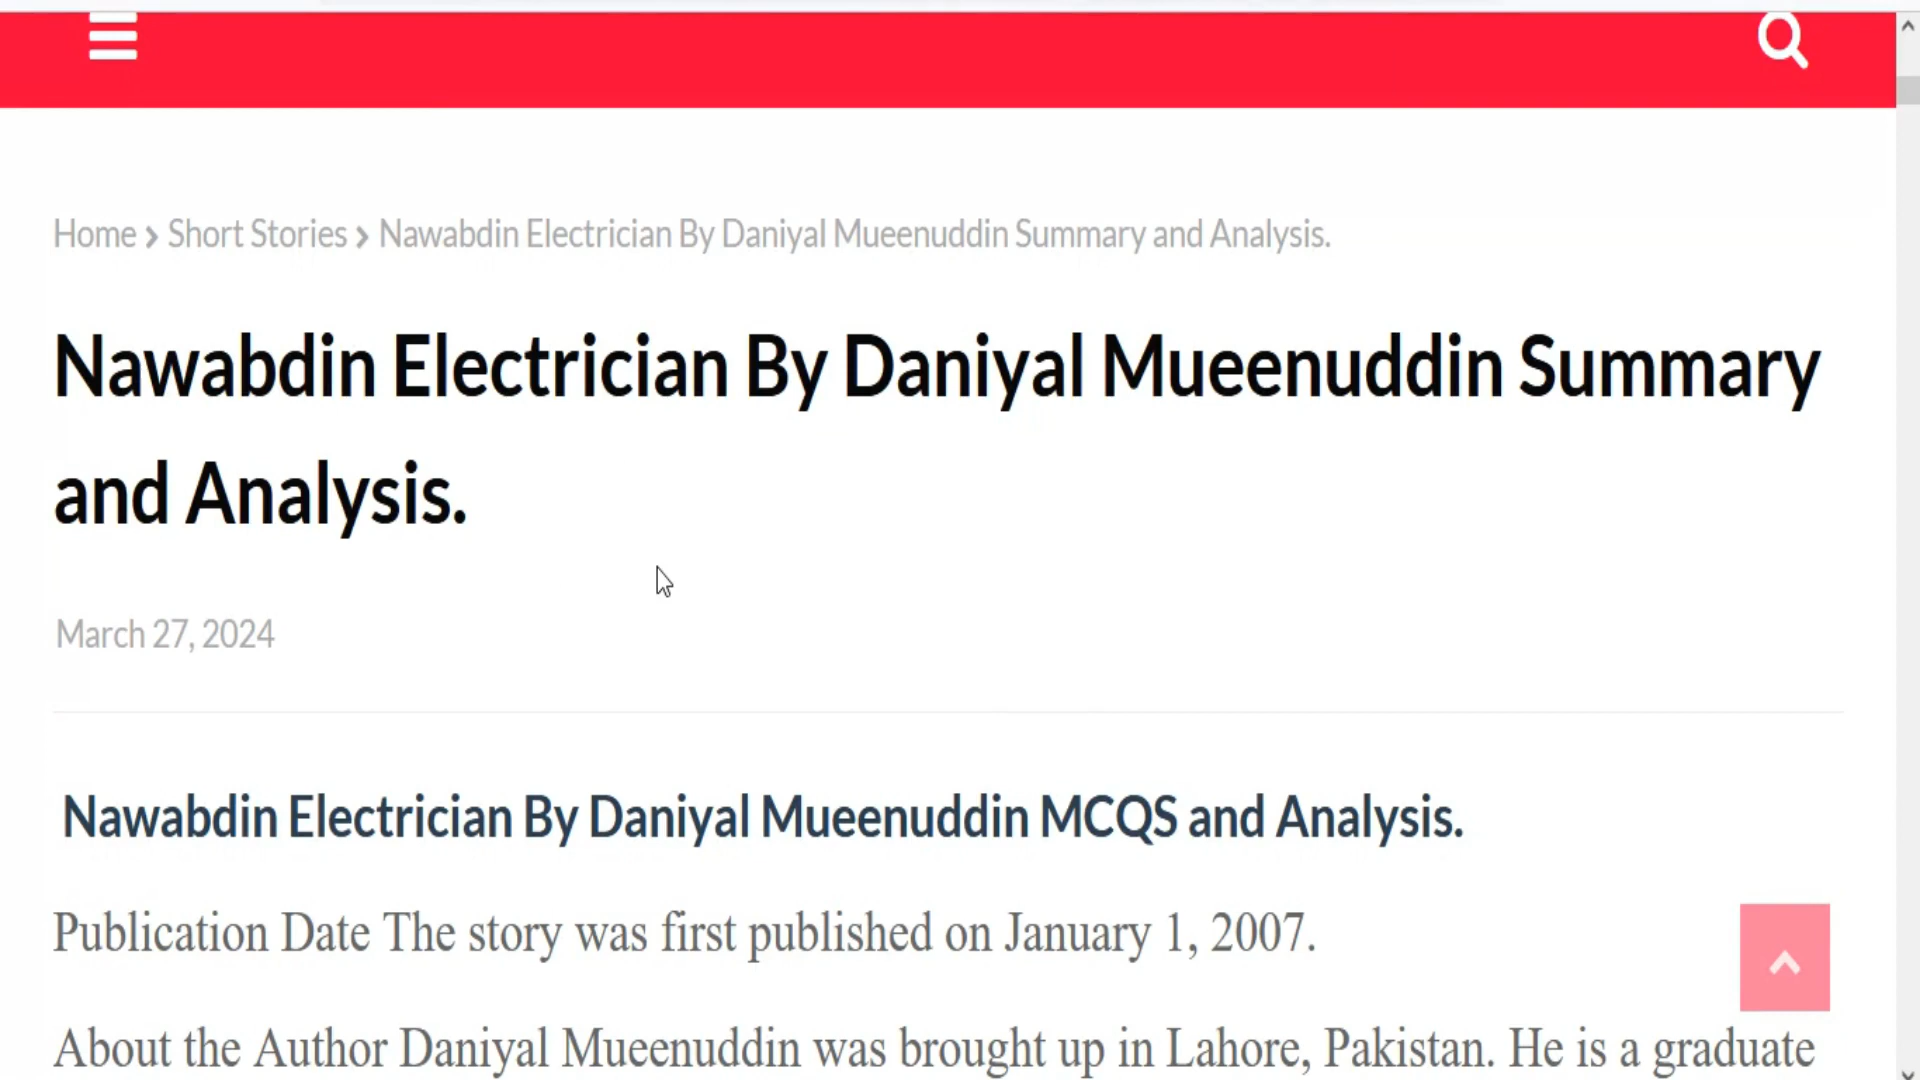 Home > Short Stories > Nawabdin Electrician By Daniyal Mueenuddin Summary and Analysis.
Nawabdin Electrician By Daniyal Mueenuddin Summary
and Analysis.
March 27, 2024
Nawabdin Electrician By Daniyal Mueenuddin MCQS and Analysis.
Publication Date The story was first published on January 1, 2007.
About the Author Daniyal Mueenuddin was brought up in Lahore, Pakistan. He is a graduate